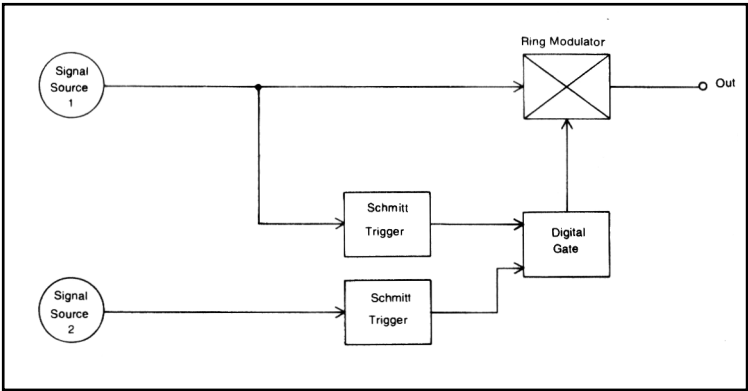 Ring Modulator
Signal
Source
1
Out
Schmitt
Trigger
Digital
Gate
Signal
Source
2
Schmitt
Trigger